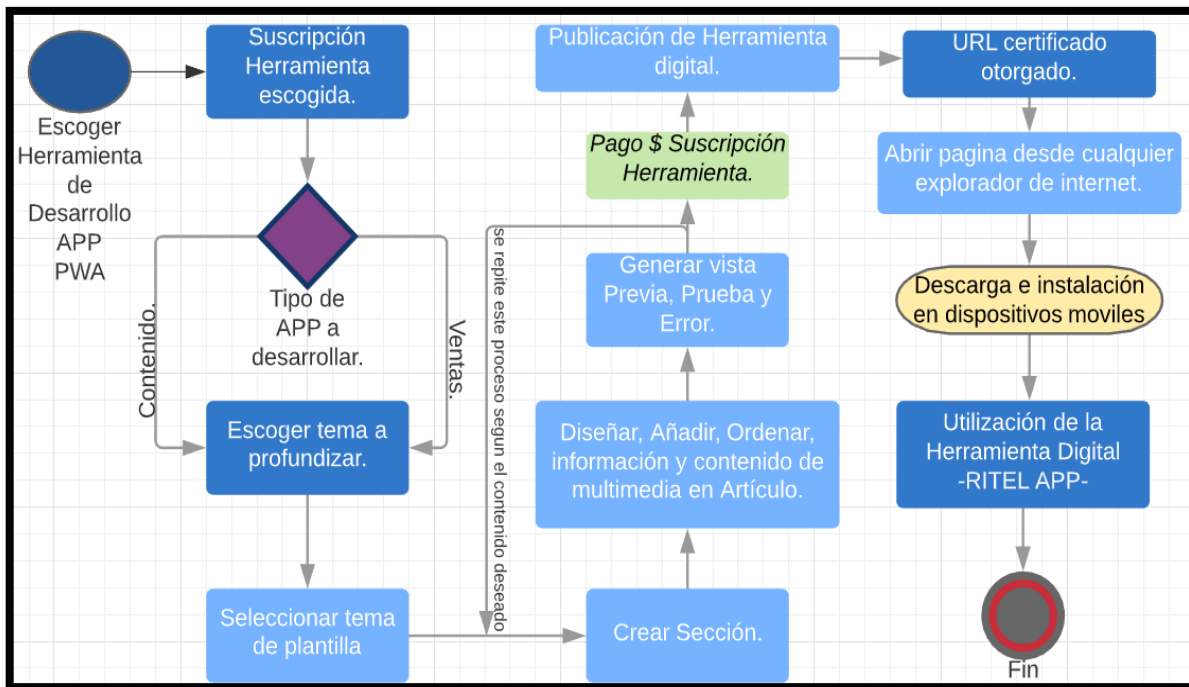 Escoger
Herramienta
de
Desarrollo
APP
PWA
Suscripción
Herramienta
escogida.
Tipo de
APP a
desarrollar.
Contenido.
Ventas.
Escoger tema a
profundizar.
Seleccionar tema
de plantilla
se repite este proceso segun el contenido deseado
Crear Sección.
Diseñar, Añadir, Ordenar,
información y contenido de
multimedia en Artículo.
Generar vista
Previa, Prueba y
Error.
Pago $ Suscripción
Herramienta.
Publicación de Herramienta
digital.
URL certificado
otorgado.
Abrir pagina desde cualquier
explorador de internet.
Descarga e instalación
en dispositivos moviles
Utilización de la
Herramienta Digital
-RITEL APP-
Fin